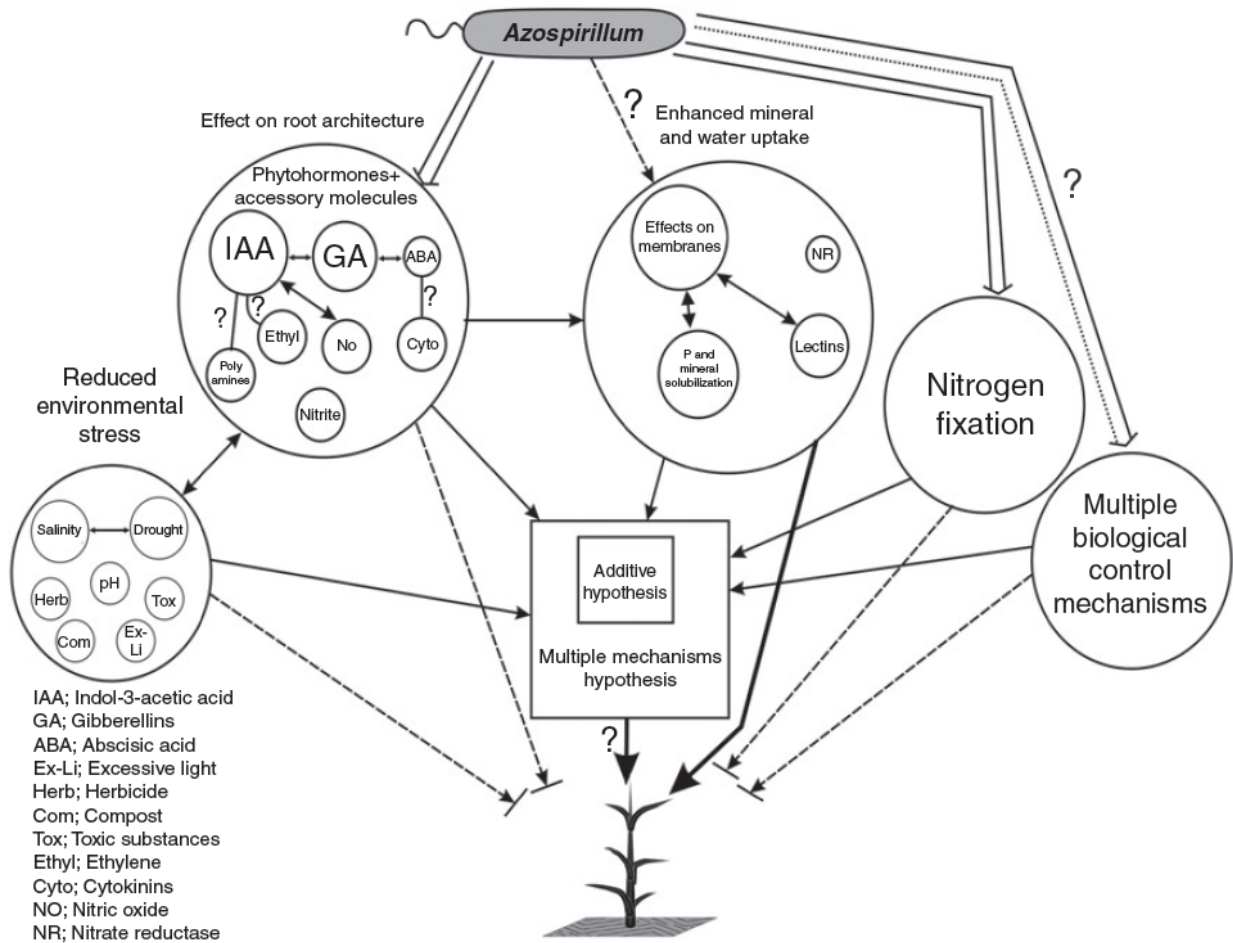 Azospirillum
?
Effect on root architecture
Enhanced mineral
and water uptake
?
Phytohormones+
accessory molecules
IAA
GA
ABA
?
?
?
Ethyl
No
Cyto
Poly
amines
Nitrite
Effects on
membranes
NR
Lectins
P and
mineral
solubilization
Nitrogen
fixation
Multiple
biological
control
mechanisms
Reduced
environmental
stress
Salinity
Drought
pH
Herb
Tox
Com
Ex-
Li
Additive
hypothesis
Multiple mechanisms
hypothesis
?
IAA; Indol-3-acetic acid
GA; Gibberellins
ABA; Abscisic acid
Ex-Li; Excessive light
Herb; Herbicide
Com; Compost
Tox; Toxic substances
Ethyl; Ethylene
Cyto; Cytokinins
NO; Nitric oxide
NR; Nitrate reductase